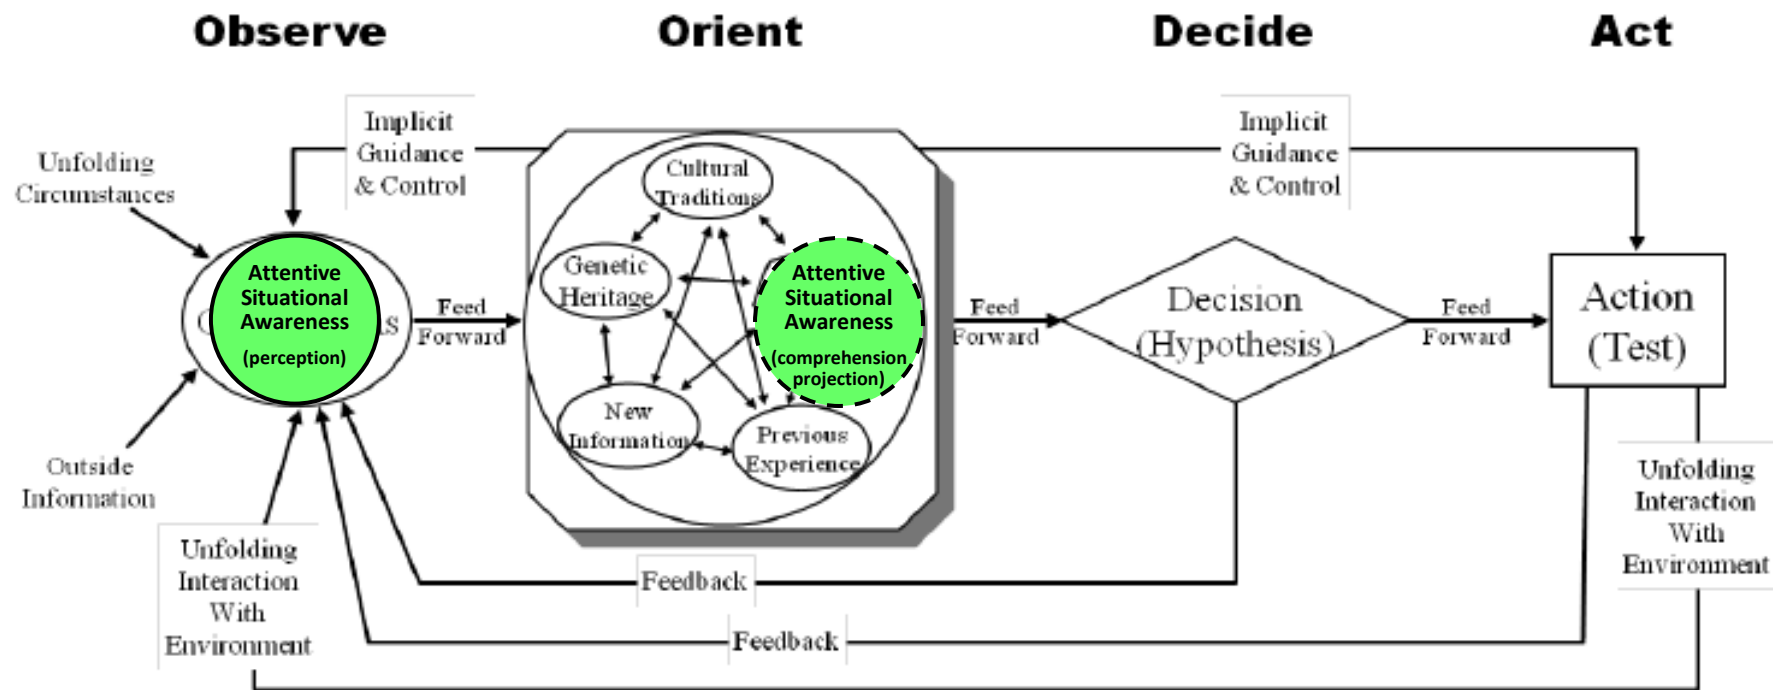 Observe
Orient
Decide
Act
Implicit
Guidance
& Control
Implicit
Guidance
& Control
Unfolding
Circumstances
Outside
Information
Attentive
Situational
Awareness
(perception)
Feed
Forward
Cultural
Traditions
Genetic
Heritage
Attentive
Situational
Awareness
(comprehension
projection)
New
Information
Previous
Experience
Feed
Forward
Decision
(Hypothesis)
Feed
Forward
Action
(Test)
Unfolding
Interaction
With
Environment
Feedback
Feedback
Unfolding
Interaction
With
Environment